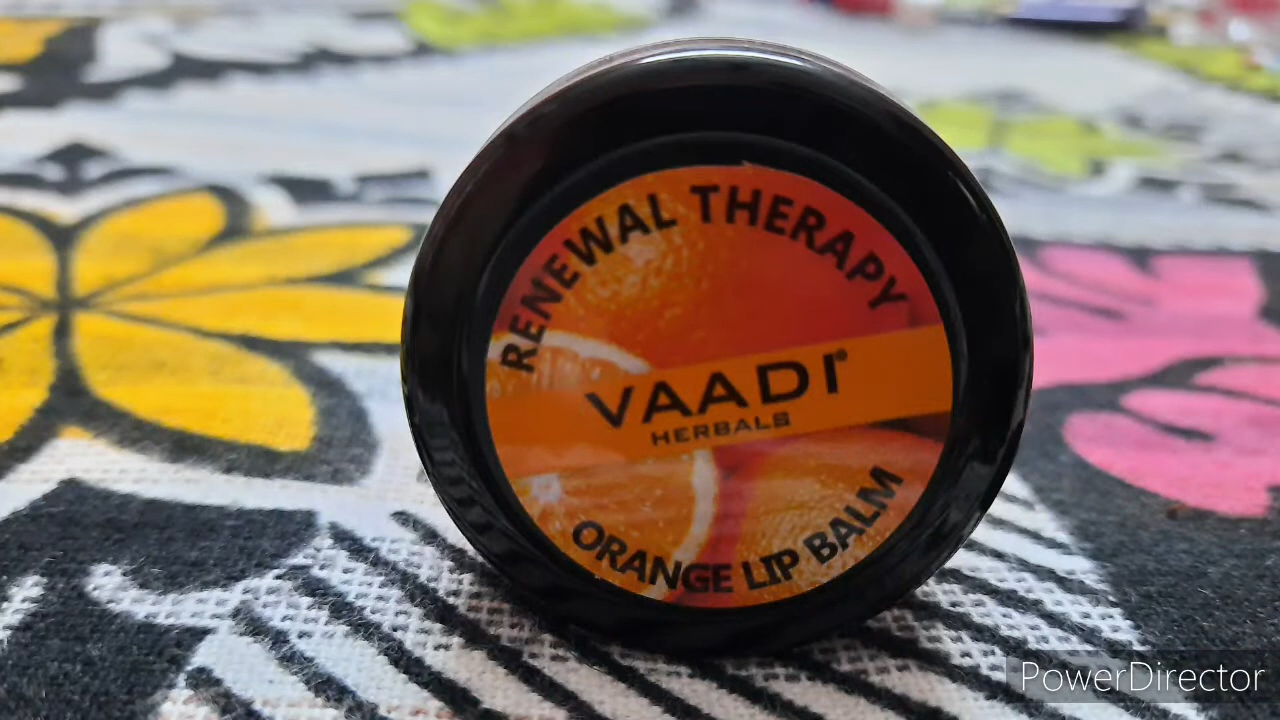 RENEWAL THERAPY
VAADI®
HERBALS
ORANGE LIP BALM
PowerDirector